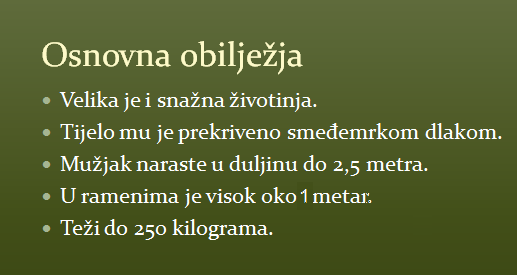 Osnovna obilježja
• Velika je i snažna životinja.
• Tijelo mu je prekriveno smeđemrkom dlakom.
• Mužjak naraste u duljinu do 2,5 metra.
• U ramenima je visok oko 1 metar.
• Teži do 250 kilograma.